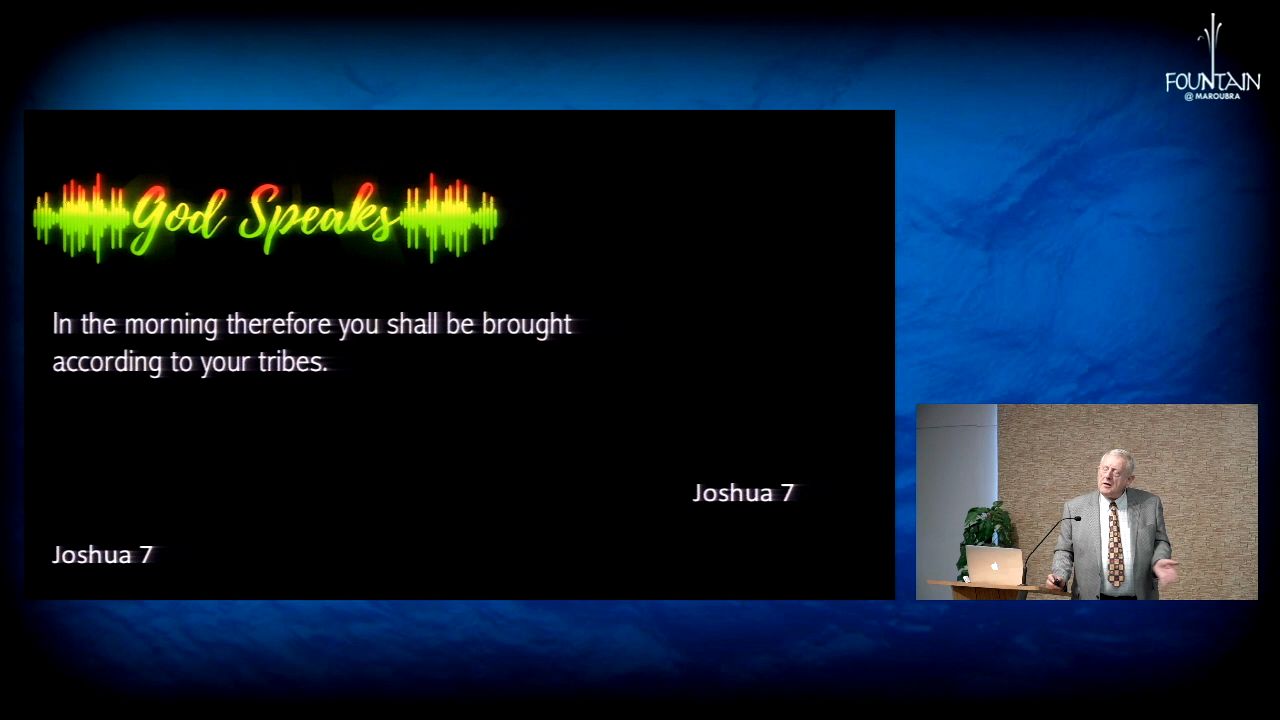 FOUNTAIN
@ MAROUBRA
God Speaks
In the morning therefore you shall be brought
according to your tribes.
Joshua 7
Joshua 7